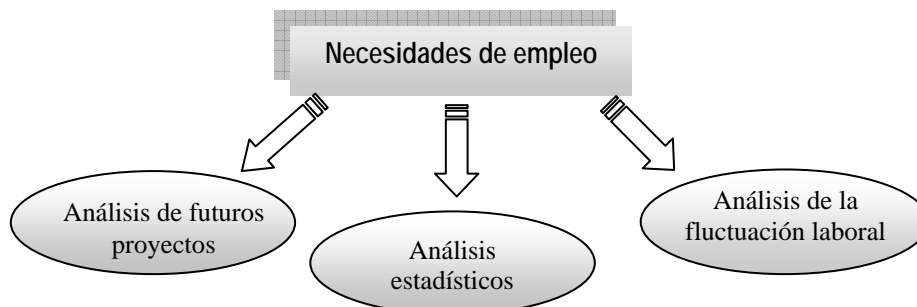 Necesidades de empleo
Análisis de futuros
proyectos
Análisis
estadísticos
Análisis de la
fluctuación laboral